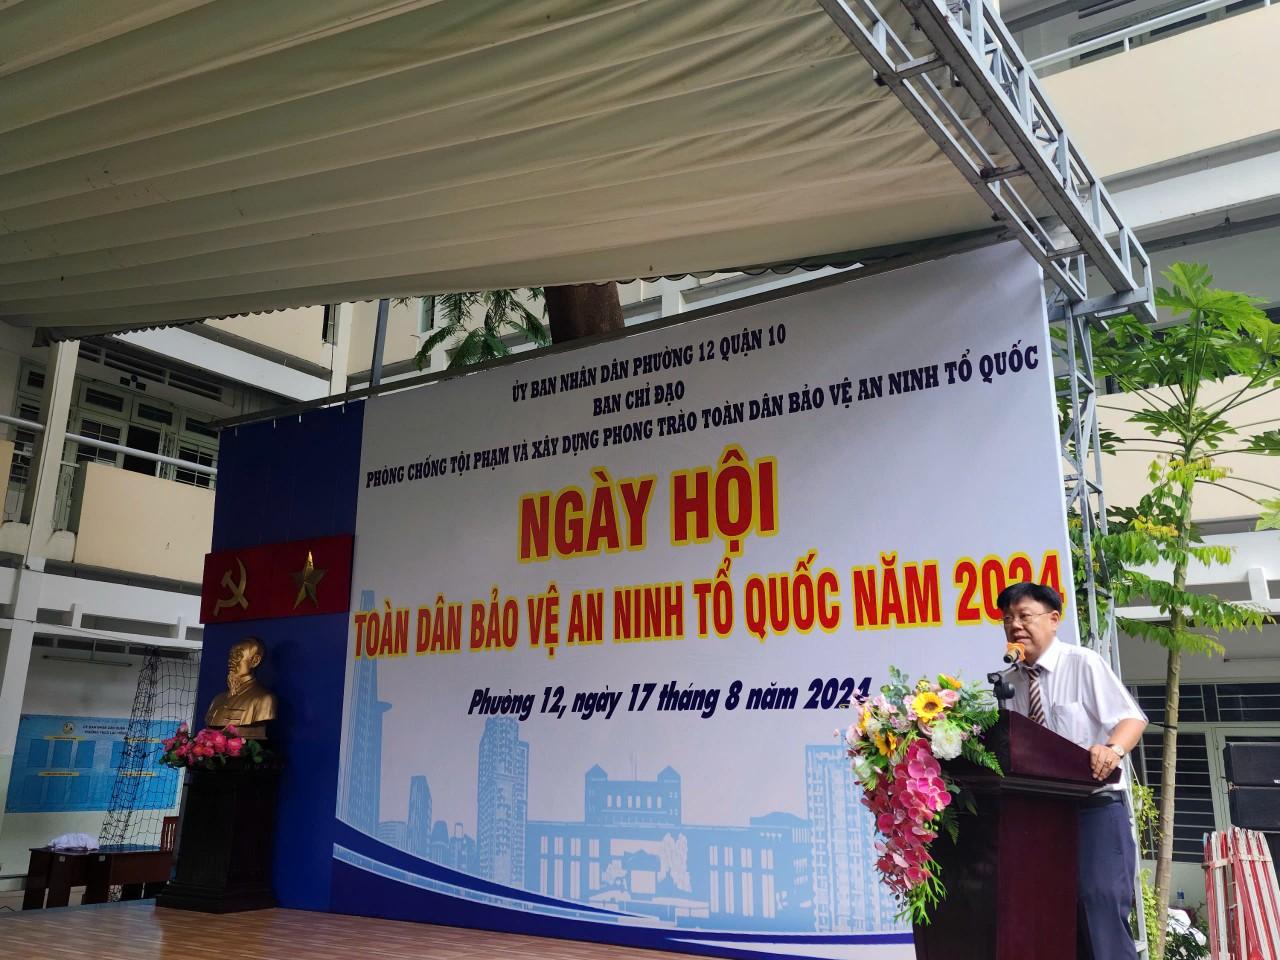 ỦY BAN NHÂN DÂN PHƯỜNG 12 QUẬN 10
BAN CHỈ ĐẠO
PHÒNG CHỐNG TỘI PHẠM VÀ XÂY DỰNG PHONG TRÀO TOÀN DÂN BẢO VỆ AN NINH TỔ QUỐC
NGÀY HỘI
TOÀN DÂN BẢO VỆ AN NINH TỔ QUỐC NĂM 2024
Phường 12, ngày 17 tháng 8 năm 2024